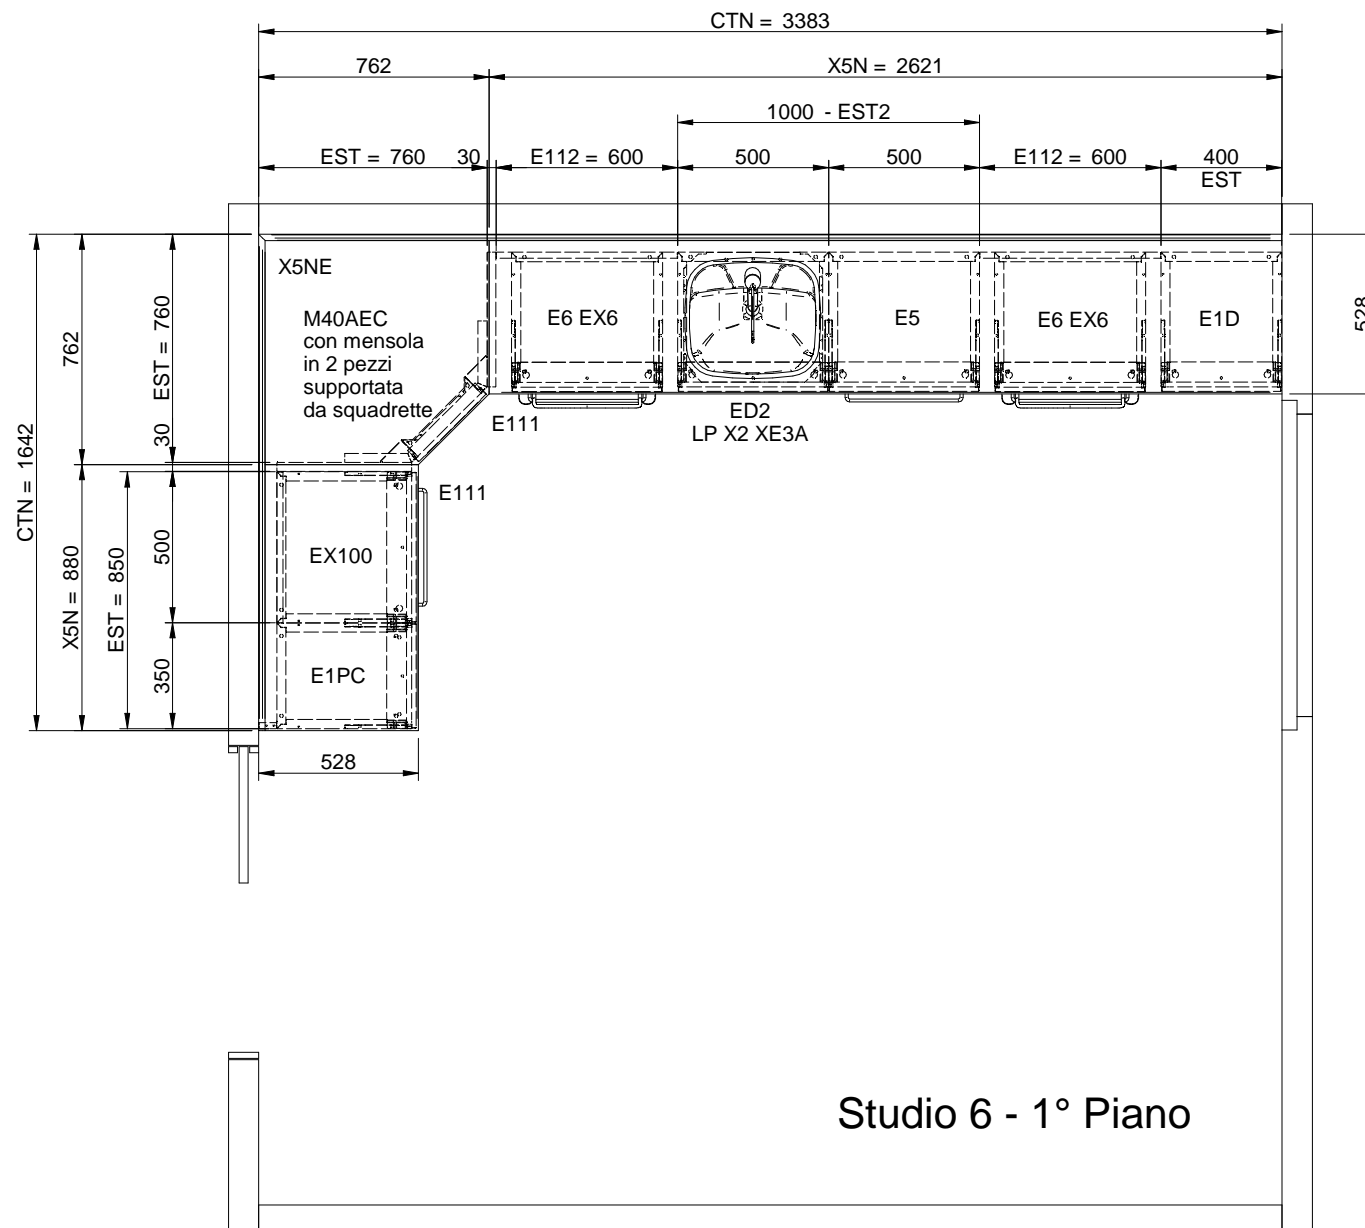 CTN = 3383
762
X5N = 2621
1000 - EST2
EST = 760
30
E112 = 600
500
500
E112 = 600
400
EST
X5NE
M40AEC
con mensola
in 2 pezzi
supportata
da squadrette
E6 EX6
E5
E6 EX6
E1D
528
E111
ED2
LP X2 XE3A
E111
CTN = 1642
762
EST = 760
30
X5N = 880
EST = 850
500
350
EX100
E1PC
528
Studio 6 - 1° Piano